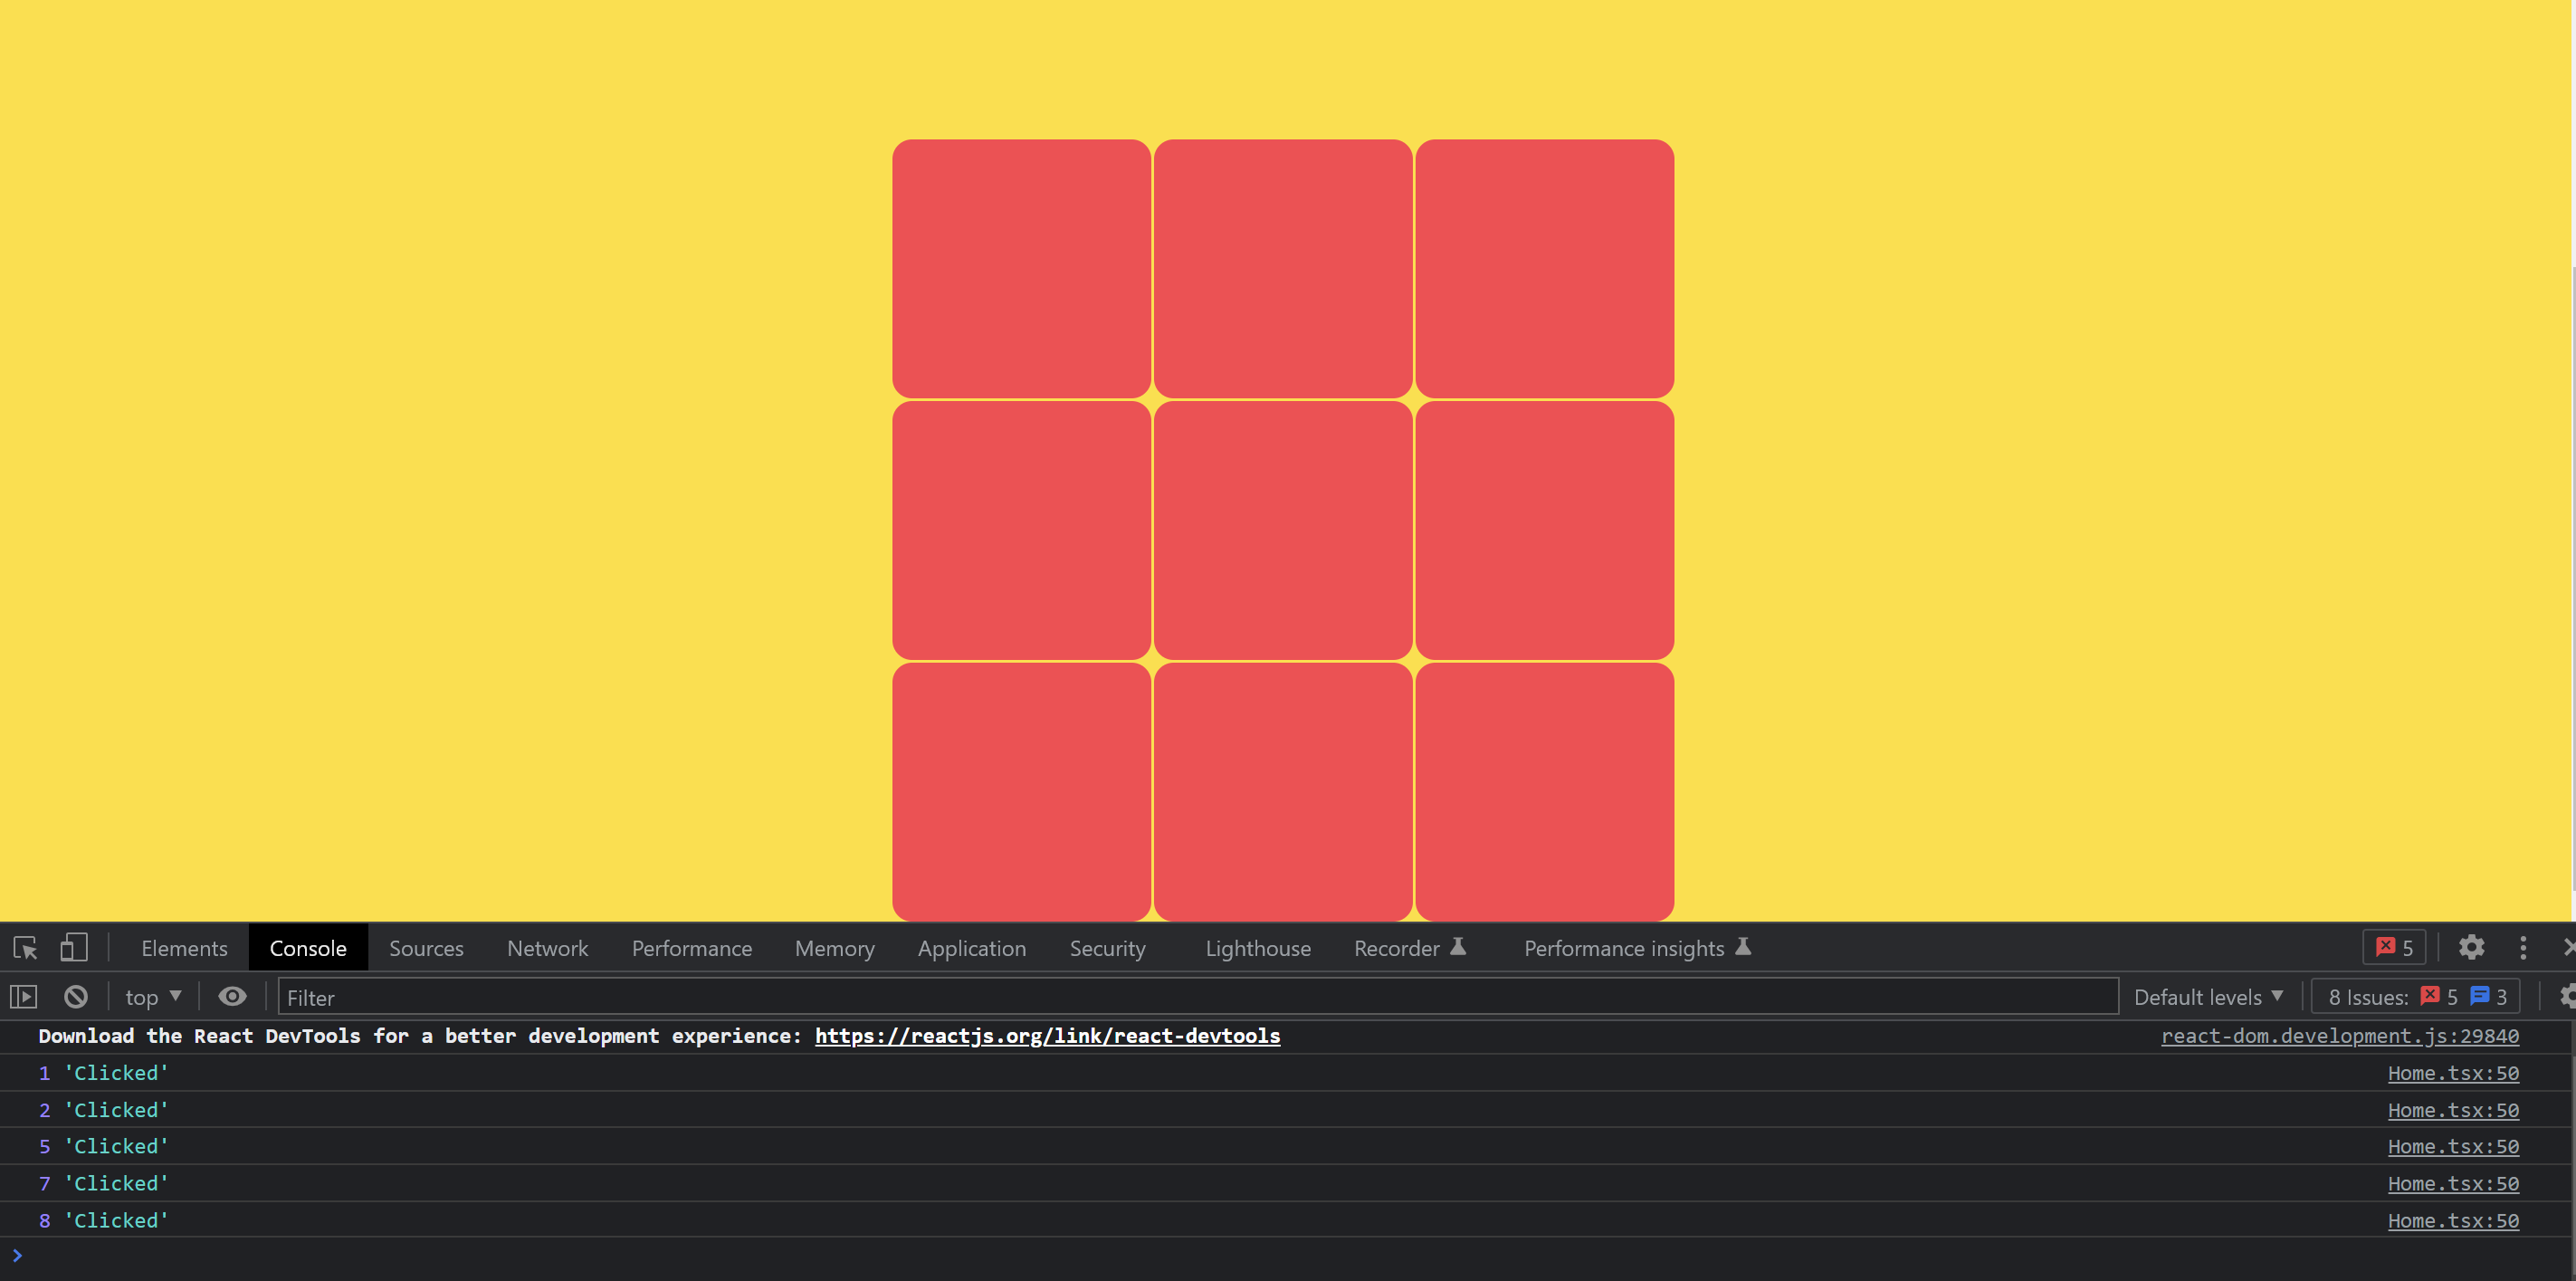 Elements Console Sources Network Performance Memory Application Security Lighthouse Recorder Performance insights 5
top Filter Default levels 8 Issues: 5 3
Download the React DevTools for a better development experience: https://reactjs.org/link/react-devtools react-dom.development.js:29840
1 'Clicked' Home.tsx:50
2 'Clicked' Home.tsx:50
5 'Clicked' Home.tsx:50
7 'Clicked' Home.tsx:50
8 'Clicked' Home.tsx:50